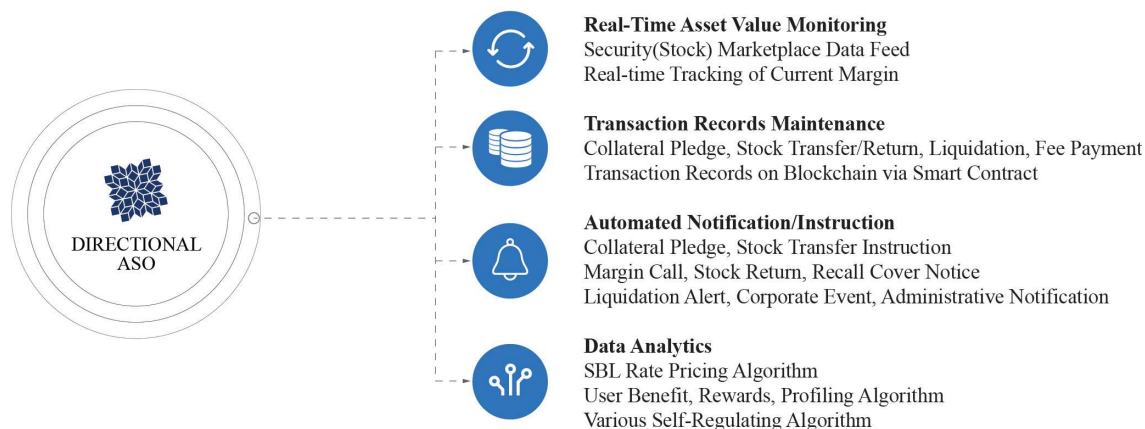 DIRECTIONAL
ASO
Real-Time Asset Value Monitoring
Security(Stock) Marketplace Data Feed
Real-time Tracking of Current Margin
Transaction Records Maintenance
Collateral Pledge, Stock Transfer/Return, Liquidation, Fee Payment
Transaction Records on Blockchain via Smart Contract
Automated Notification/Instruction
Collateral Pledge, Stock Transfer Instruction
Margin Call, Stock Return, Recall Cover Notice
Liquidation Alert, Corporate Event, Administrative Notification
Data Analytics
SBL Rate Pricing Algorithm
User Benefit, Rewards, Profiling Algorithm
Various Self-Regulating Algorithm